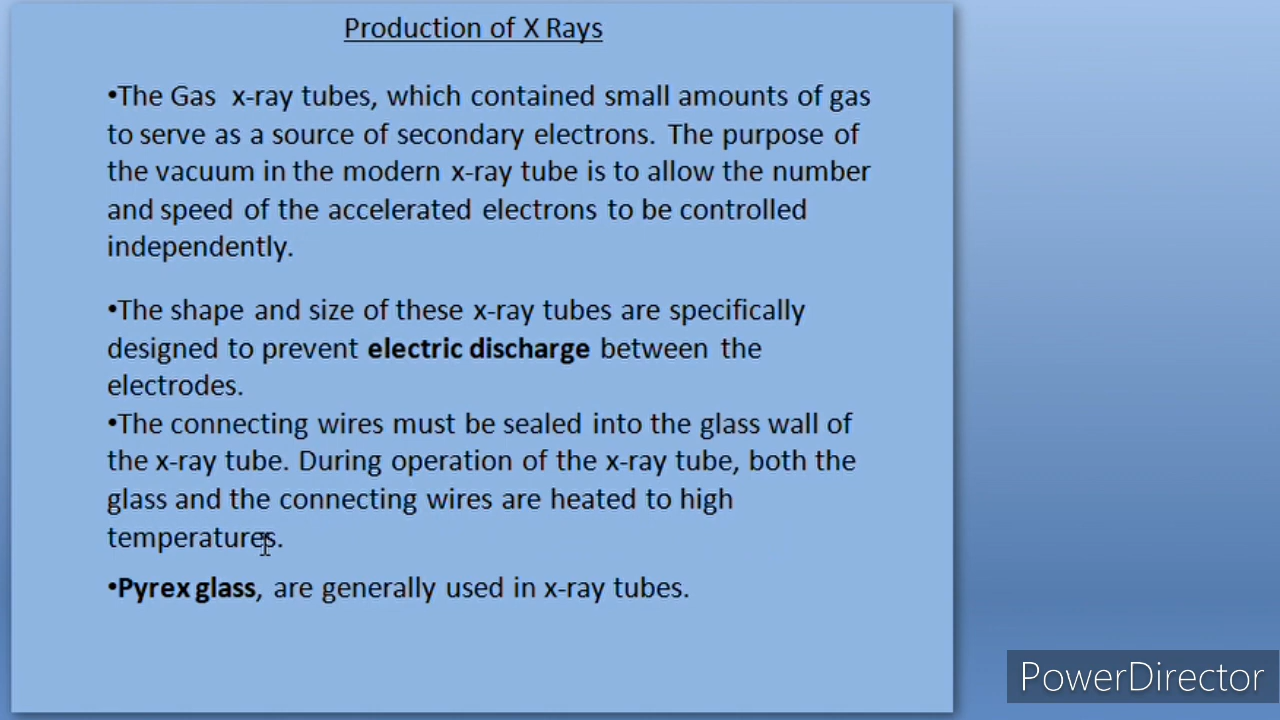 Production of X Rays
•The Gas x-ray tubes, which contained small amounts of gas
to serve as a source of secondary electrons. The purpose of
the vacuum in the modern x-ray tube is to allow the number
and speed of the accelerated electrons to be controlled
independently.
•The shape and size of these x-ray tubes are specifically
designed to prevent electric discharge between the
electrodes.
•The connecting wires must be sealed into the glass wall of
the x-ray tube. During operation of the x-ray tube, both the
glass and the connecting wires are heated to high
temperatures.
•Pyrex glass, are generally used in x-ray tubes.
PowerDirector